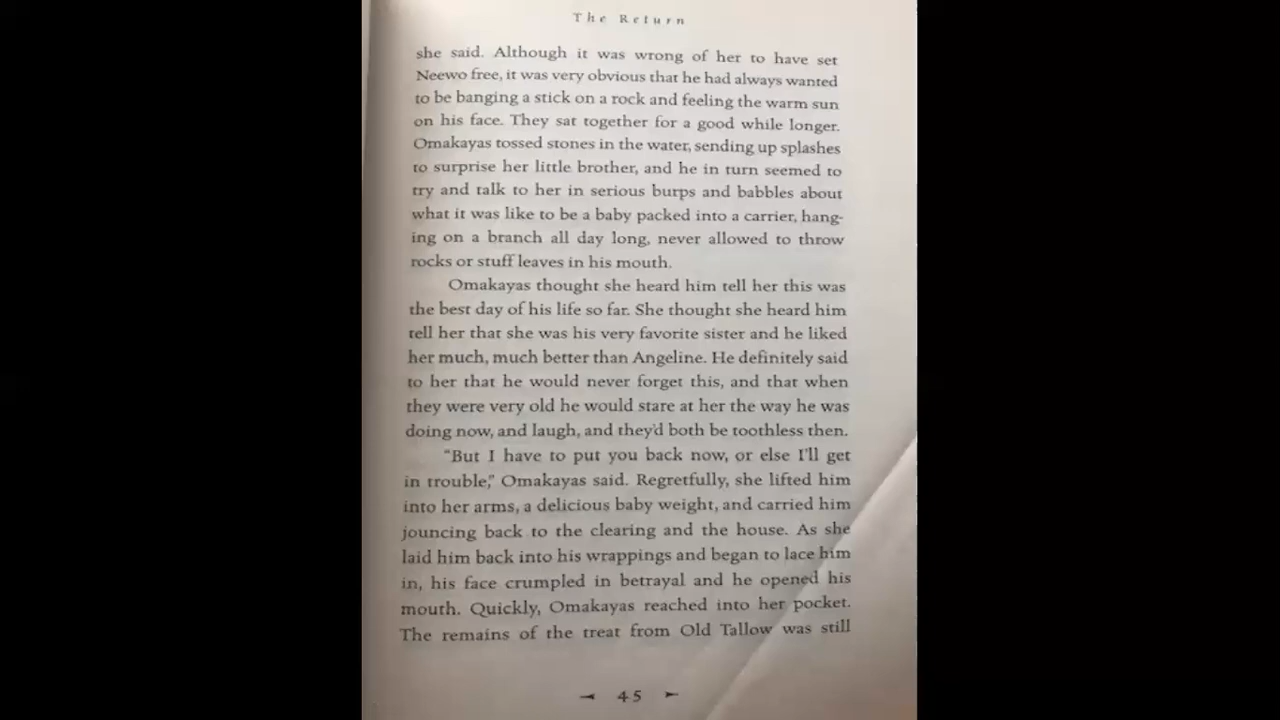 The Return
she said. Although it was wrong of her to have set
Neewo free, it was very obvious that he had always wanted
to be banging a stick on a rock and feeling the warm sun
on his face. They sat together for a good while longer.
Omakayas tossed stones in the water, sending up splashes
to surprise her little brother, and he in turn seemed to
try and talk to her in serious burps and babbles about
what it was like to be a baby packed into a carrier, hang-
ing on a branch all day long, never allowed to throw
rocks or stuff leaves in his mouth.
Omakayas thought she heard him tell her this was
the best day of his life so far. She thought she heard him
tell her that she was his very favorite sister and he liked
her much, much better than Angeline. He definitely said
to her that he would never forget this, and that when
they were very old he would stare at her the way he was
doing now, and laugh, and they'd both be toothless then.
“But I have to put you back now, or else I'll get
in trouble,” Omakayas said. Regretfully, she lifted him
into her arms, a delicious baby weight, and carried him
jouncing back to the clearing and the house. As she
laid him back into his wrappings and began to lace him
in, his face crumpled in betrayal and he opened his
mouth. Quickly, Omakayas reached into her pocket.
The remains of the treat from Old Tallow was still
45